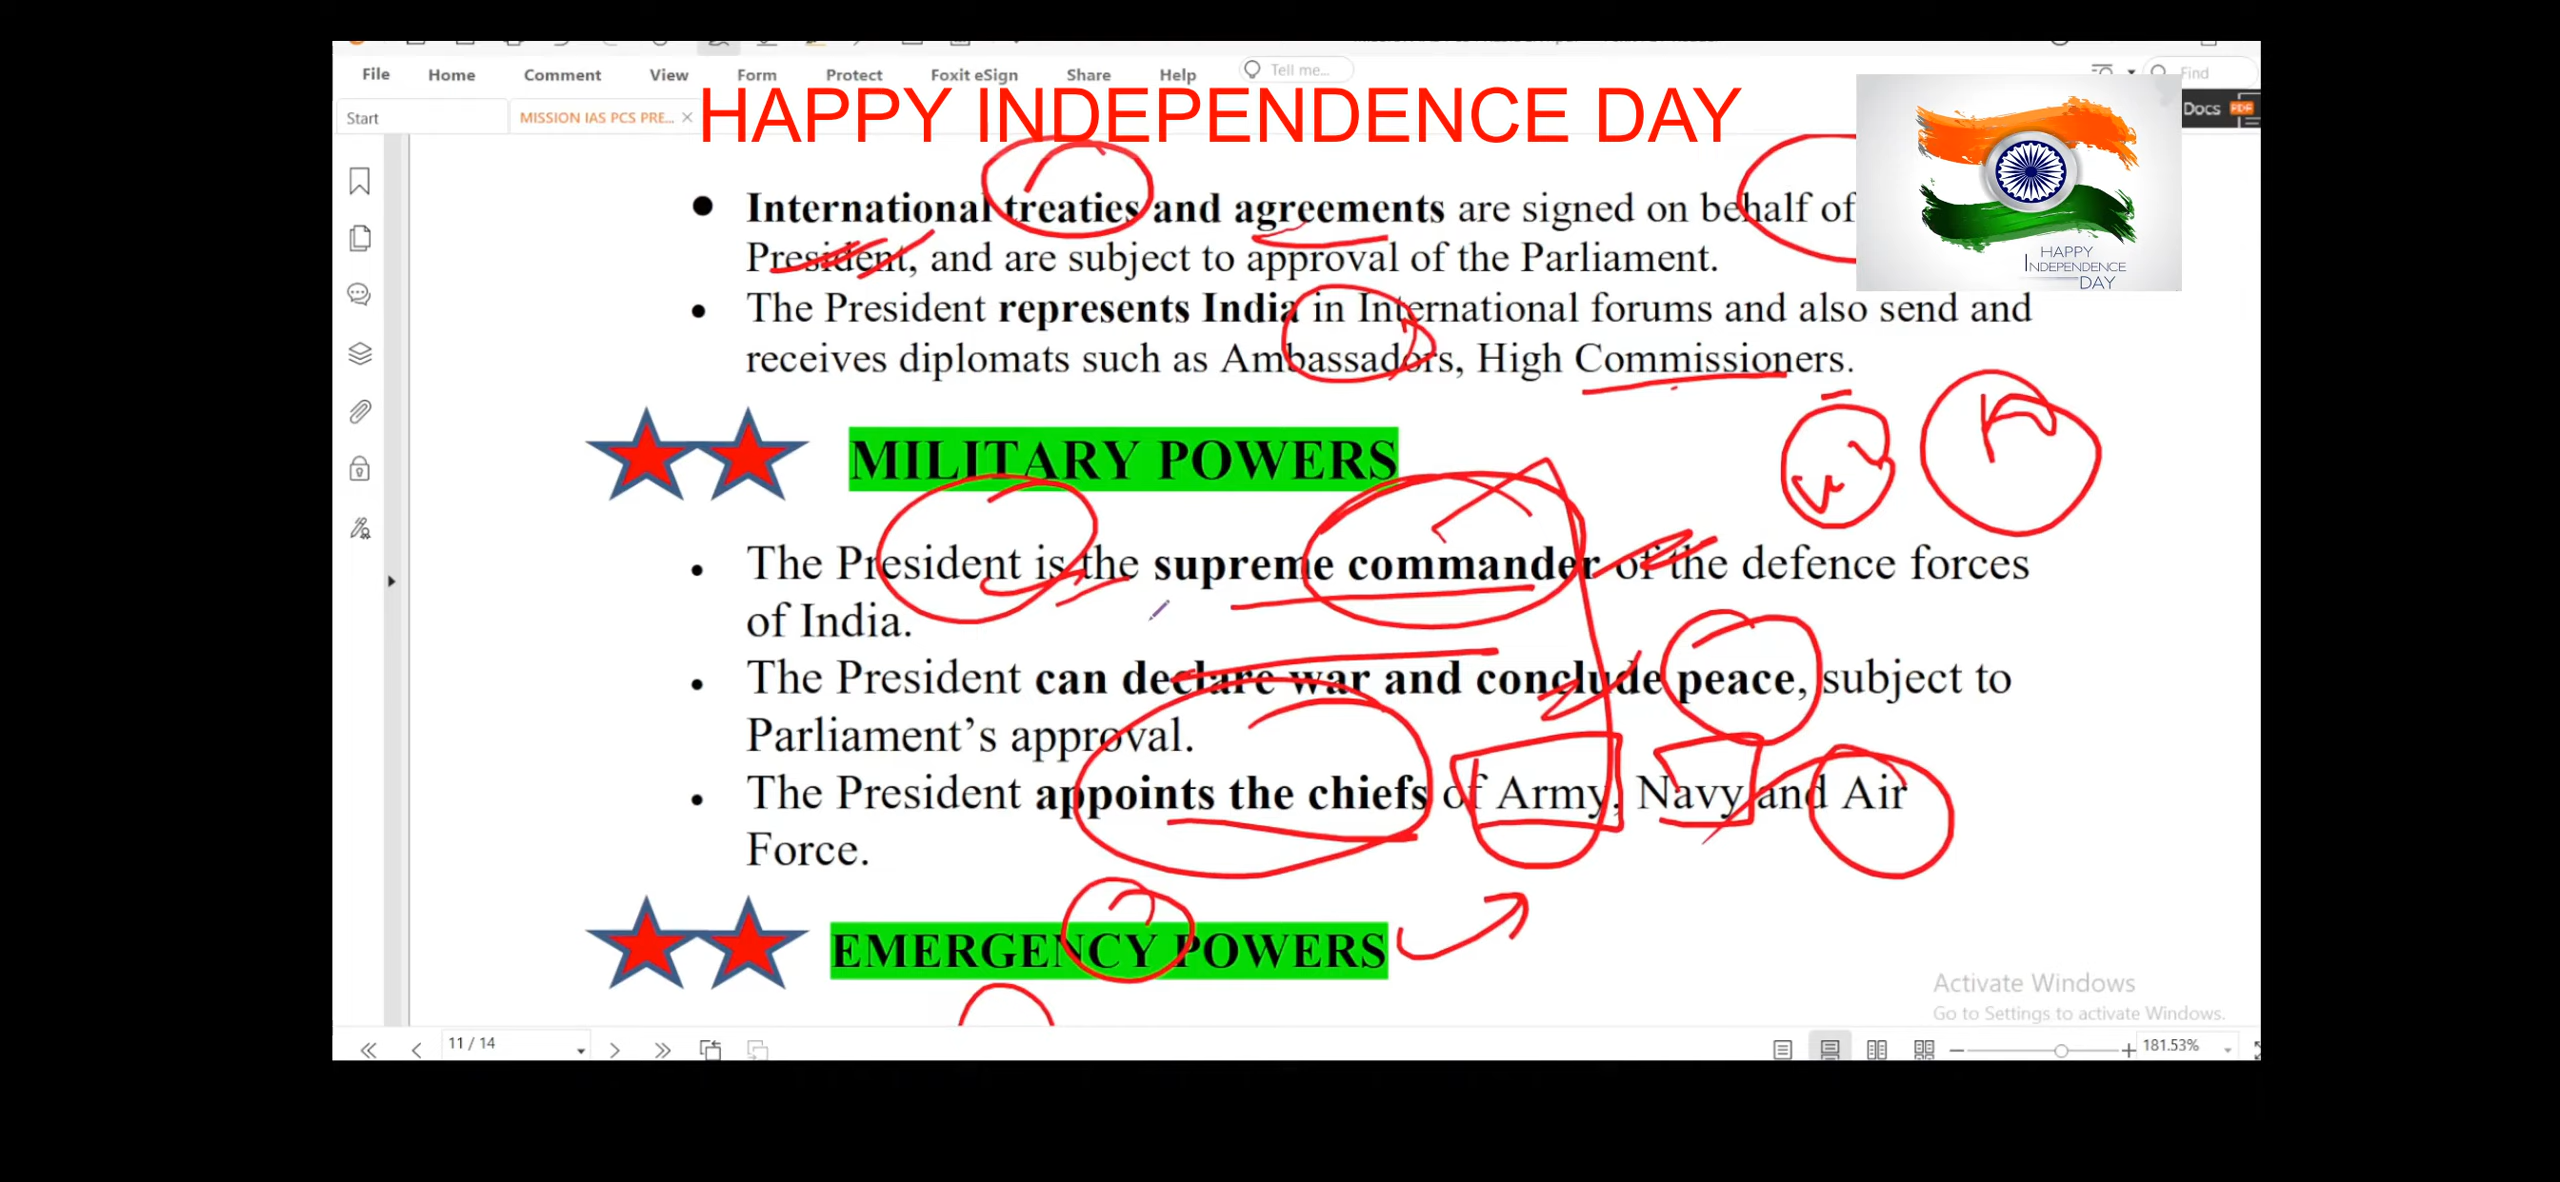 File Home Comment View Form Protect Foxit eSign Share Help Tell me... Find
Start MISSION IAS PCS PRE... Docs PDF
HAPPY INDEPENDENCE DAY
HAPPY
INDEPENDENCE
DAY
International treaties and agreements are signed on behalf of
President, and are subject to approval of the Parliament.
The President represents India in International forums and also send and
receives diplomats such as Ambassadors, High Commissioners.
MILITARY POWERS
The President is the supreme commander of the defence forces
of India.
The President can declare war and conclude peace, subject to
Parliament’s approval.
The President appoints the chiefs of Army, Navy and Air
Force.
EMERGENCY POWERS
Activate Windows
Go to Settings to activate Windows.
11 / 14 181.53%